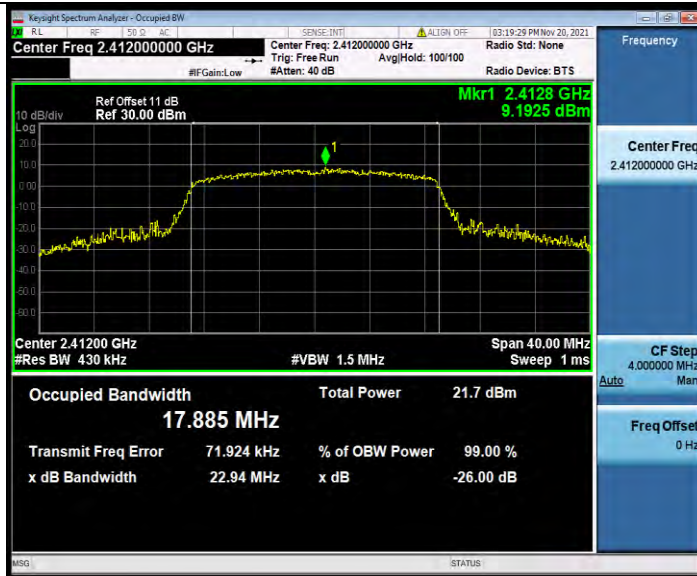 Keysight Spectrum Analyzer - Occupied BW
RL RF 50 Ω AC SENSE:INT ALIGN OFF 03:19:29 PM Nov 20, 2021
Center Freq 2.412000000 GHz
Center Freq: 2.412000000 GHz
Radio Std: None
Trig: Free Run Avg|Hold: 100/100
#IFGain:Low #Atten: 40 dB Radio Device: BTS
Frequency
Ref Offset 11 dB
Mkr1 2.4128 GHz
10 dB/div Ref 30.00 dBm 9.1925 dBm
Log
20.0
10.0
0.00
-10.0
-20.0
-30.0
-40.0
-50.0
-60.0
1
Center Freq
2.412000000 GHz
Center 2.41200 GHz Span 40.00 MHz
#Res BW 430 kHz #VBW 1.5 MHz Sweep 1 ms
CF Step
4.000000 MHz
Auto Man
Occupied Bandwidth Total Power 21.7 dBm
17.885 MHz
Transmit Freq Error 71.924 kHz % of OBW Power 99.00 %
x dB Bandwidth 22.94 MHz x dB -26.00 dB
Freq Offset
0 Hz
MSG STATUS